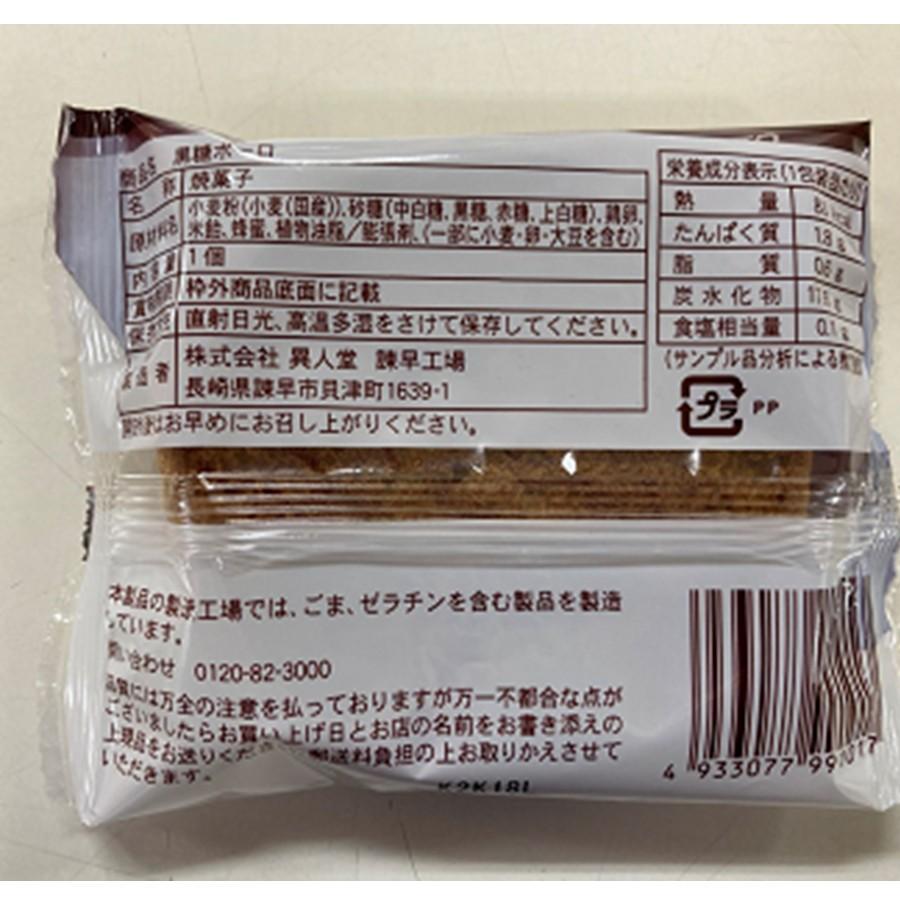 商品名 黒糖ボーロ
名 称 焼菓子
原材料名 小麦粉(小麦(国産))、砂糖(中白糖、黒糖、赤糖、上白糖)、鶏卵、
米飴、蜂蜜、植物油脂/膨張剤、(一部に小麦・卵・大豆を含む)
内容量 1個
賞味期限 枠外商品底面に記載
保存方法 直射日光、高温多湿をさけて保存してください。
製造者 株式会社 異人堂 諫早工場
長崎県諫早市貝津町1639-1
はお早めにお召し上がりください。
栄養成分表示(1包装当たり)
熱 量 kcal
たんぱく質 1.8 g
脂 質 0.6 g
炭水化物
食塩相当量 0.1 g
(サンプル品分析による
プラ PP
本製品の製造工場では、ごま、ゼラチンを含む製品を製造
しています。
問い合わせ 0120-82-3000
品質には万全の注意を払っておりますが万一不都合な点が
ございましたらお買い上げ日とお店の名前をお書き添えの
上現品をお送りください 郵送料負担の上お取りかえさせて
いただきます。
4 933077 991017